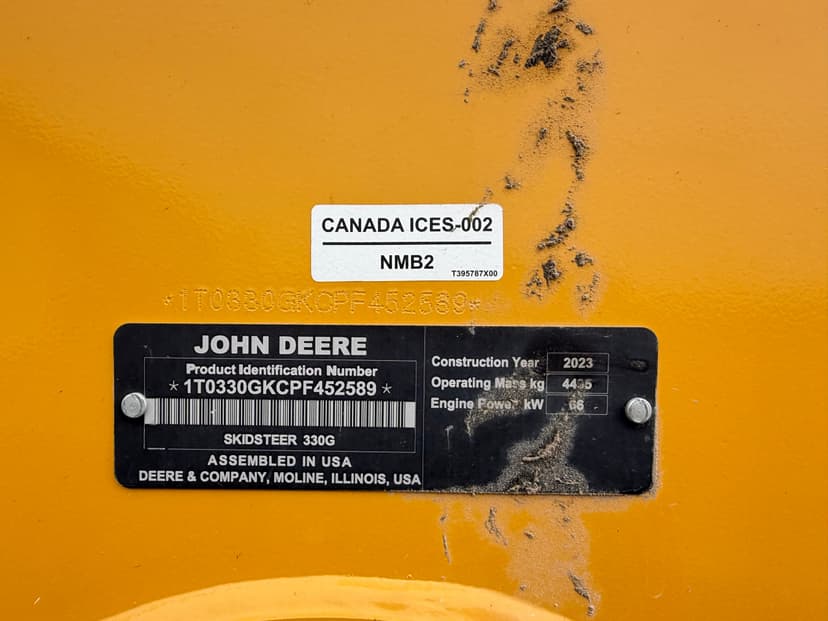 CANADA ICES-002
NMB2
T395787X00
*1T0330GKCPF452589*
JOHN DEERE
Product Identification Number
*1T0330GKCPF452589*
SKIDSTEER 330G
ASSEMBLED IN USA
DEERE & COMPANY, MOLINE, ILLINOIS, USA
Construction Year 2023
Operating Mass kg
Engine Power kW 66